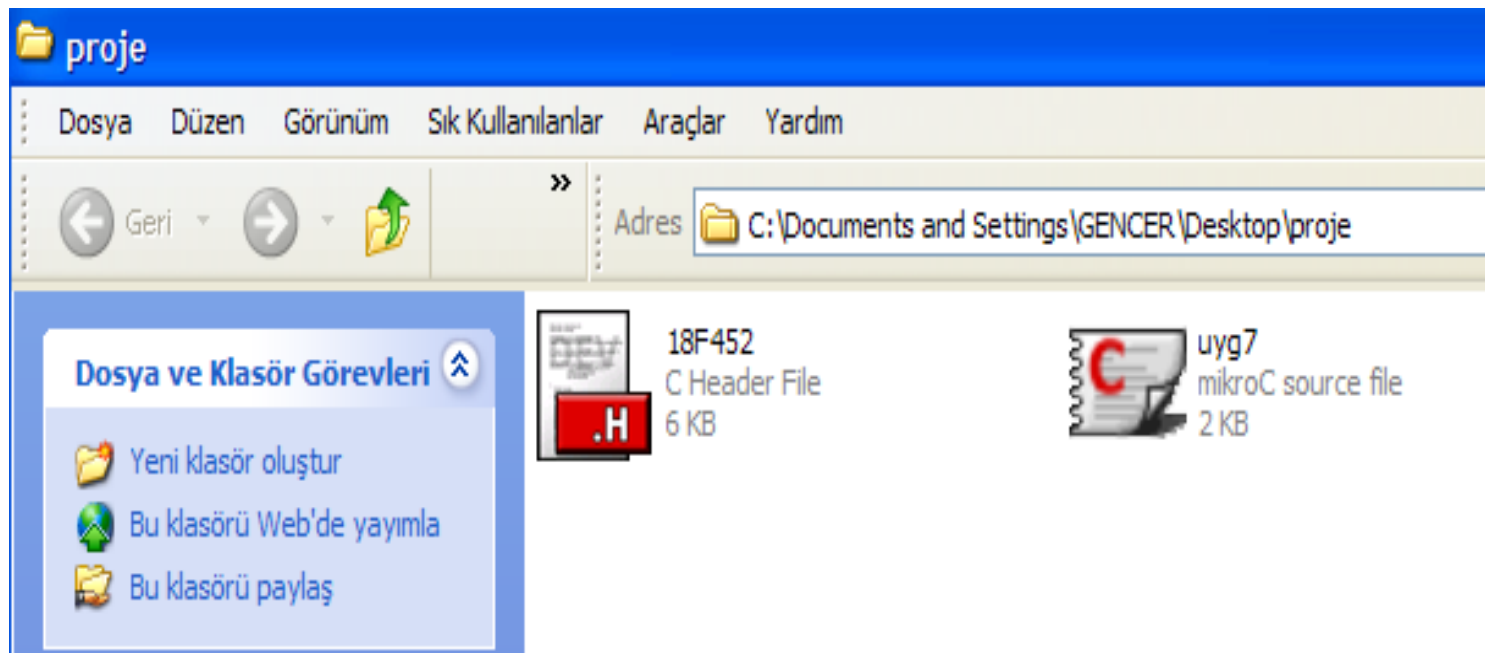 proje
Dosya Düzen Görünüm Sık Kullanılanlar Araçlar Yardım
Geri » Adres C:\Documents and Settings\GENCER\Desktop\proje
Dosya ve Klasör Görevleri
Yeni klasör oluştur
Bu klasörü Web'de yayımla
Bu klasörü paylaş
DEV
.H
18F452
C Header File
6 KB
C
uyg7
mikroC source file
2 KB